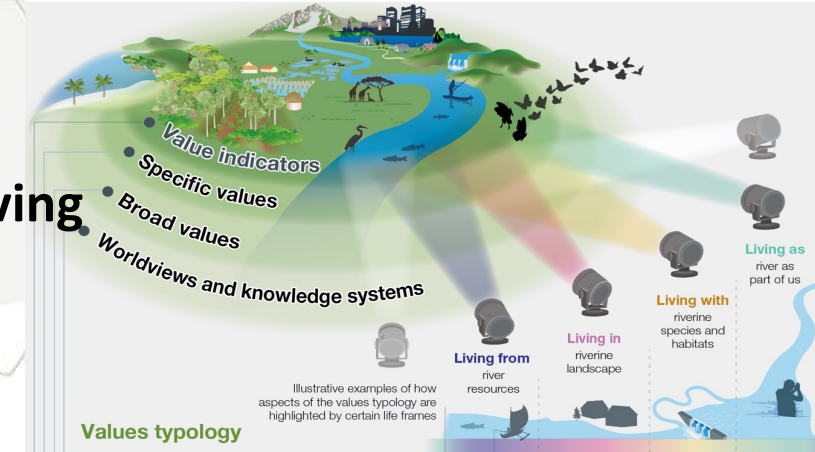 Value indicators
Specific values
Broad values
Worldviews and knowledge systems
Living as
river as
part of us
Living with
riverine
species and
habitats
Living in
riverine
landscape
Living from
river
resources
Illustrative examples of how
aspects of the values typology are
highlighted by certain life frames
Values typology